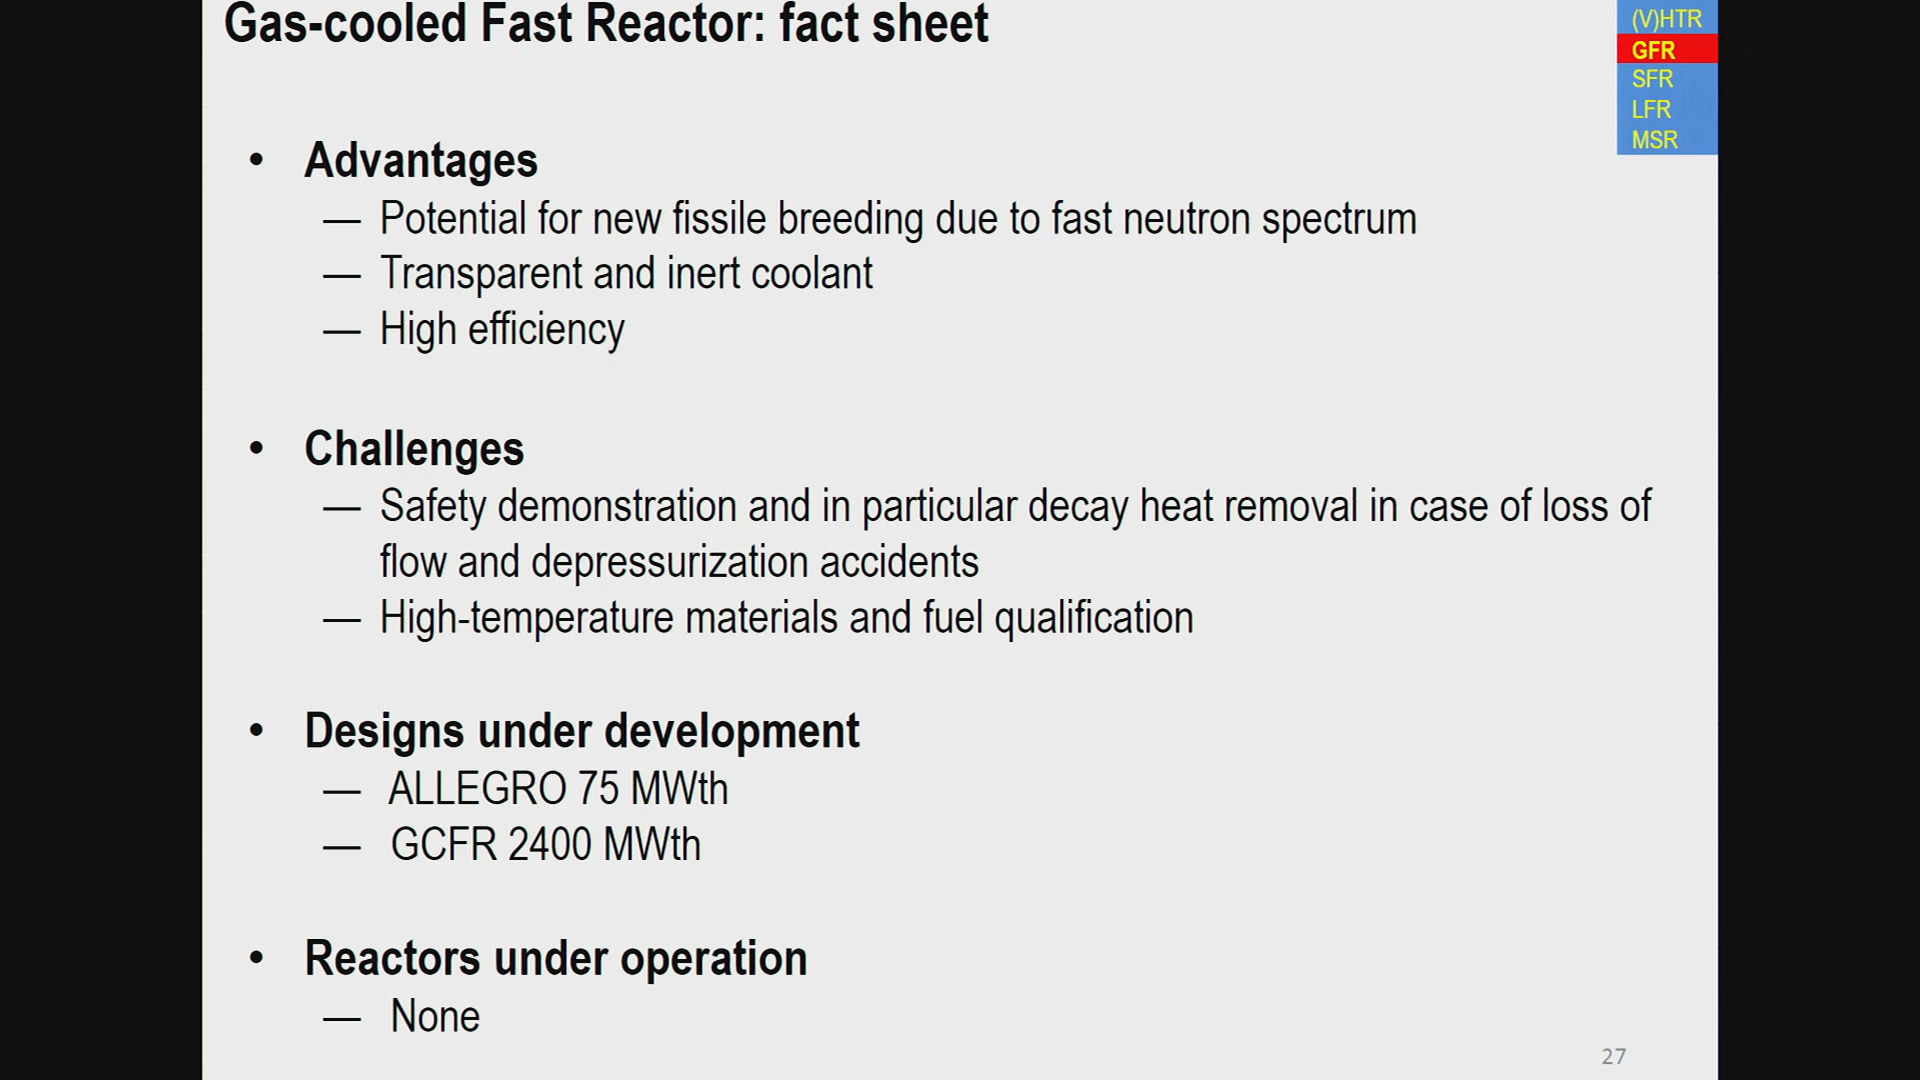 Gas-cooled Fast Reactor: fact sheet
(V)HTR
GFR
SFR
LFR
MSR
• Advantages
— Potential for new fissile breeding due to fast neutron spectrum
— Transparent and inert coolant
— High efficiency
• Challenges
— Safety demonstration and in particular decay heat removal in case of loss of
flow and depressurization accidents
— High-temperature materials and fuel qualification
• Designs under development
— ALLEGRO 75 MWth
— GCFR 2400 MWth
• Reactors under operation
— None
27